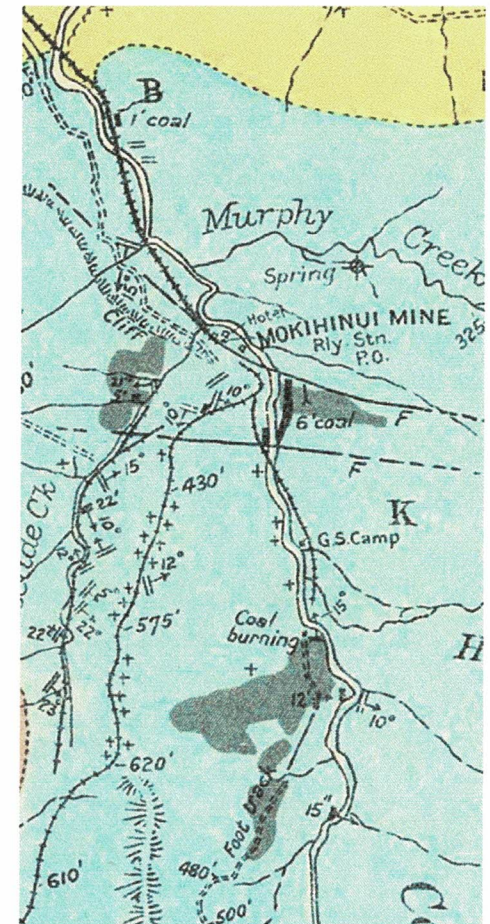 B
1' coal
Murphy
Creek
Spring
325'
Hotel
MOKIHINUI MINE
Rly. Stn.
P.O.
Cliff
10°
6' coal
F
F
15°
430'
22'
K
G.S. Camp
12°
15°
575'
Coal
burning
22°
H
12'
10°
620'
Foot track
15"
480'
500'
610'